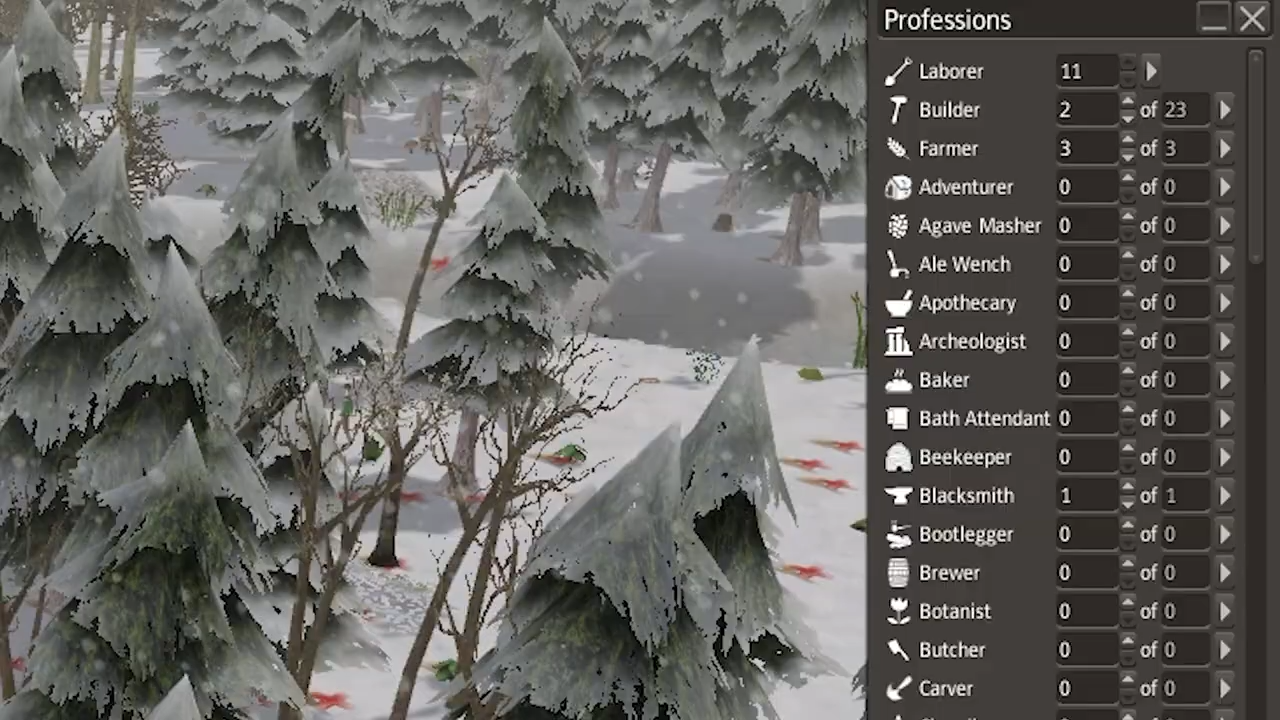 Professions
Laborer 11
Builder 2 of 23
Farmer 3 of 3
Adventurer 0 of 0
Agave Masher 0 of 0
Ale Wench 0 of 0
Apothecary 0 of 0
Archeologist 0 of 0
Baker 0 of 0
Bath Attendant 0 of 0
Beekeeper 0 of 0
Blacksmith 1 of 1
Bootlegger 0 of 0
Brewer 0 of 0
Botanist 0 of 0
Butcher 0 of 0
Carver 0 of 0